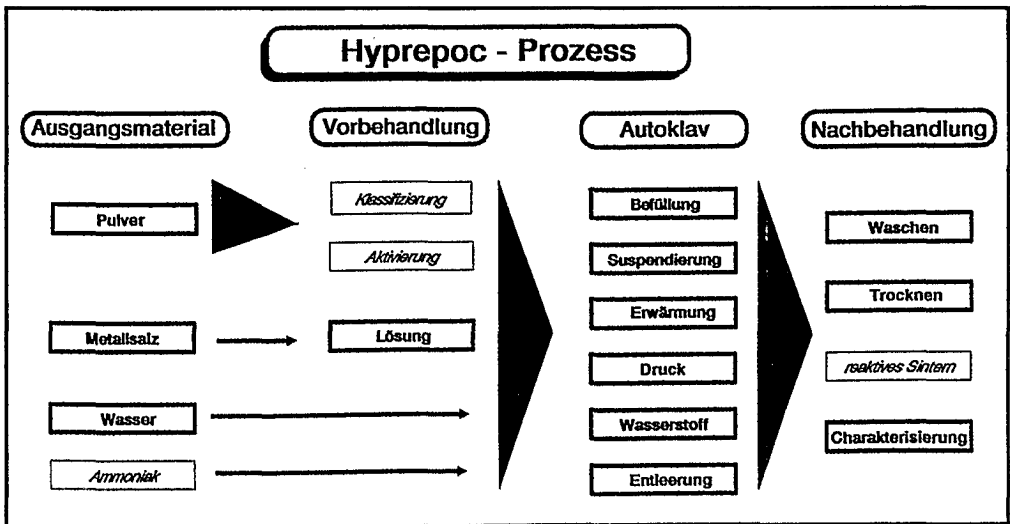 Hyprepoc - Prozess
Ausgangsmaterial
Vorbehandlung
Autoklav
Nachbehandlung
Pulver
Metallsalz
Wasser
Ammoniak
Klassifizierung
Aktivierung
Lösung
Befüllung
Suspendierung
Erwärmung
Druck
Wasserstoff
Entleerung
Waschen
Trocknen
reaktives Sintern
Charakterisierung